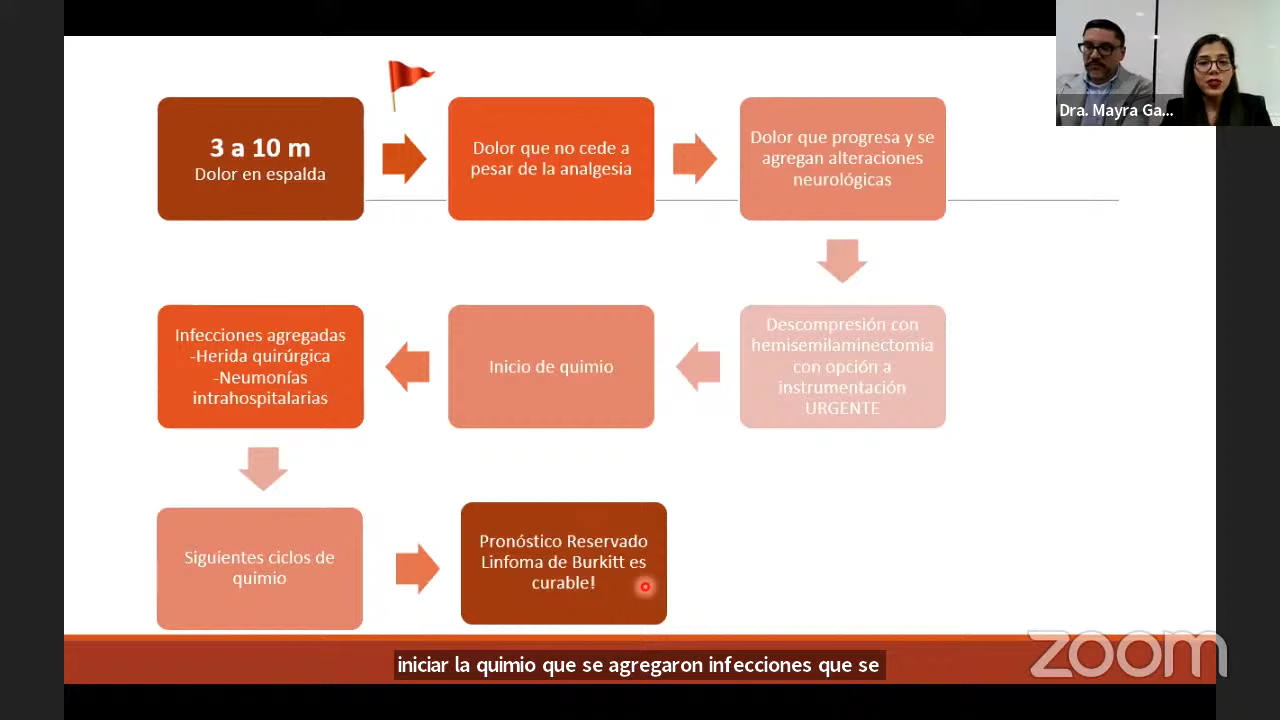 Dra. Mayra Ga...
3 a 10 m
Dolor en espalda
Dolor que no cede a
pesar de la analgesia
Dolor que progresa y se
agregan alteraciones
neurológicas
Descompresión con
hemisemilaminectomia
con opción a
instrumentación
URGENTE
Inicio de quimio
Infecciones agregadas
-Herida quirúrgica
-Neumonías
intrahospitalarias
Siguientes ciclos de
quimio
Pronóstico Reservado
Linfoma de Burkitt es
curable!
iniciar la quimio que se agregaron infecciones que se
zoom